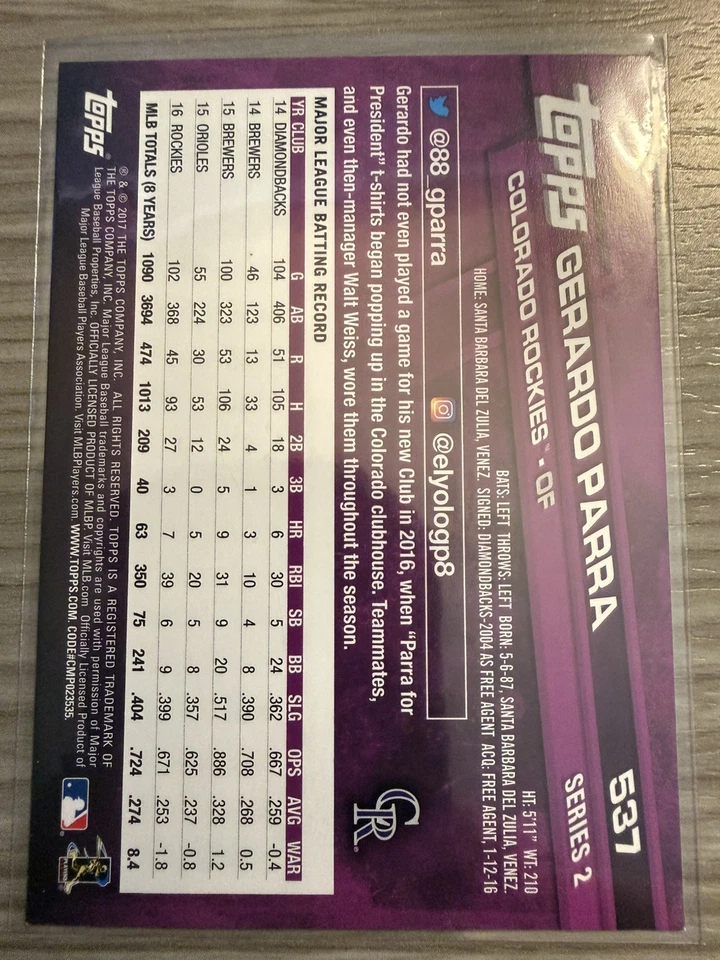 topps GERARDO PARRA 537
COLORADO ROCKIES™ • OF SERIES 2
HT: 5'11" WT: 210
BATS: LEFT THROWS: LEFT BORN: 5-6-87, SANTA BARBARA DEL ZULIA, VENEZ.
HOME: SANTA BARBARA DEL ZULIA, VENEZ. SIGNED: DIAMONDBACKS-2004 AS FREE AGENT ACQ: FREE AGENT, 1-12-16
@88_gparra @elyologp8
Gerardo had not even played a game for his new Club in 2016, when "Parra for
President" t-shirts began popping up in the Colorado clubhouse. Teammates,
and even then-manager Walt Weiss, wore them throughout the season.
CR®
MAJOR LEAGUE BATTING RECORD
YR CLUB G AB R H 2B 3B HR RBI SB BB SLG OPS AVG WAR
14 DIAMONDBACKS 104 406 51 105 18 3 6 30 5 24 .362 .667 .259 -0.4
14 BREWERS 46 123 13 33 4 1 3 10 4 8 .390 .708 .268 0.5
15 BREWERS 100 323 53 106 24 5 9 31 9 20 .517 .886 .328 1.2
15 ORIOLES 55 224 30 53 12 0 5 20 5 8 .357 .625 .237 -0.8
16 ROCKIES 102 368 45 93 27 3 7 39 6 9 .399 .671 .253 -1.8
MLB TOTALS (8 YEARS) 1090 3694 474 1013 209 40 63 350 75 241 .404 .724 .274 8.4
topps®
® & © 2017 THE TOPPS COMPANY, INC. ALL RIGHTS RESERVED. TOPPS IS A REGISTERED TRADEMARK OF
THE TOPPS COMPANY, INC. Major League Baseball trademarks and copyrights are used with permission of Major
League Baseball Properties, Inc. OFFICIALLY LICENSED PRODUCT OF MLBP. Visit MLB.com. Officially Licensed Product of
Major League Baseball Players Association. Visit MLBPlayers.com. WWW.TOPPS.COM. CODE#CMP023535.